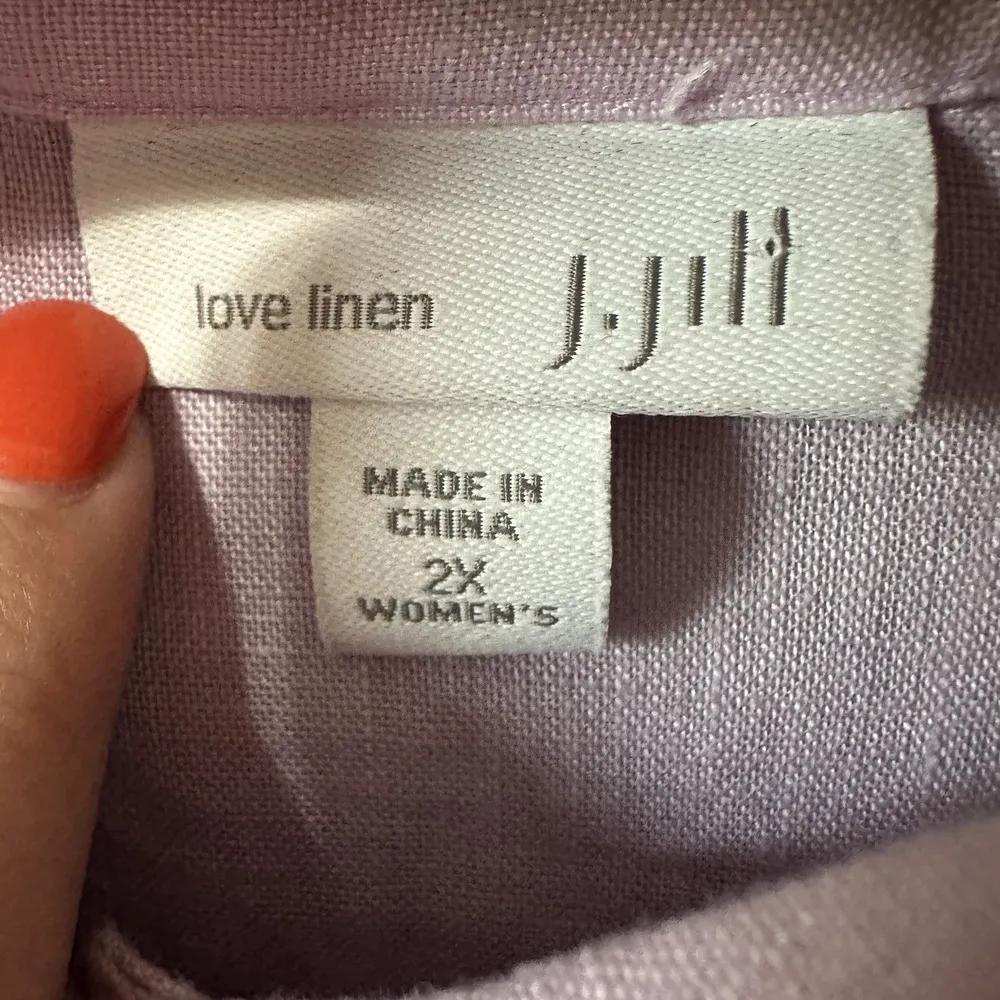 love linen
J.Jill
MADE IN
CHINA
2X
WOMEN'S